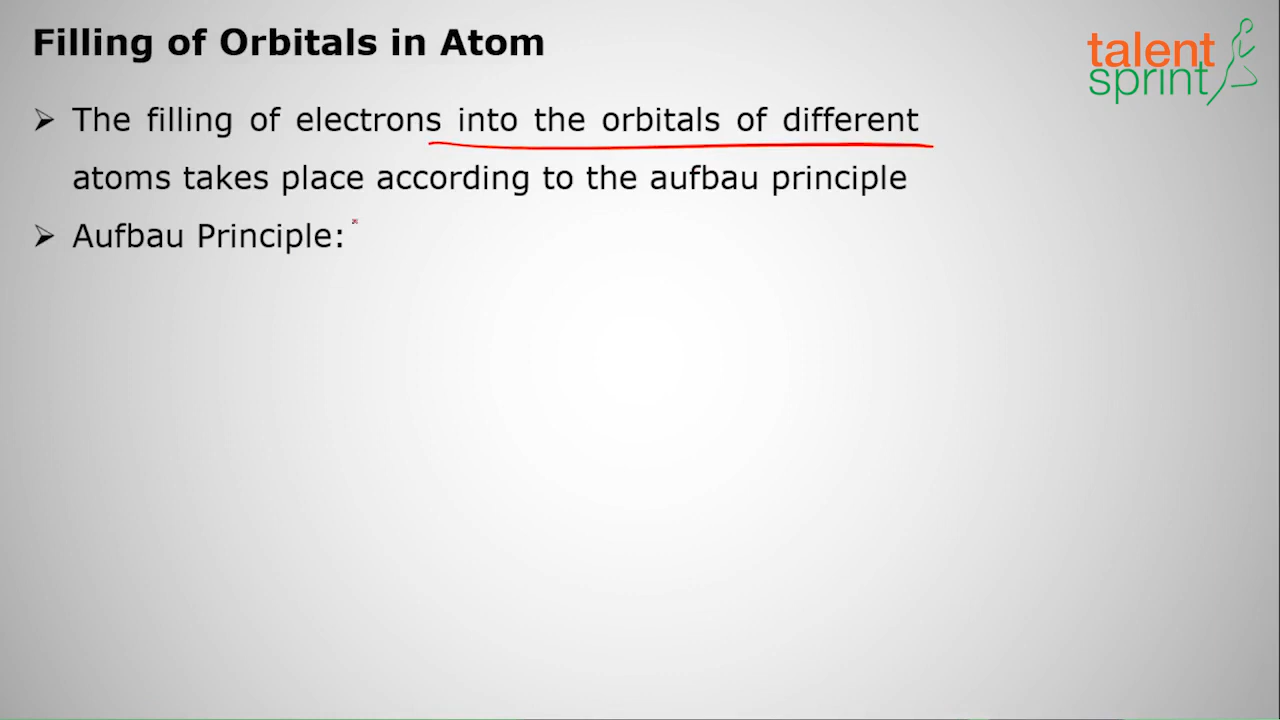 Filling of Orbitals in Atom
talent
sprint
The filling of electrons into the orbitals of different
atoms takes place according to the aufbau principle
Aufbau Principle: